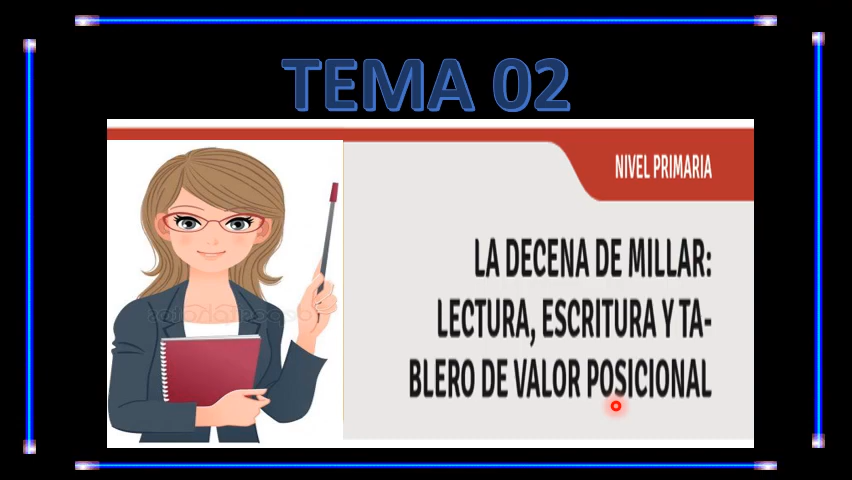 TEMA 02
NIVEL PRIMARIA
LA DECENA DE MILLAR:
LECTURA, ESCRITURA Y TA-
BLERO DE VALOR POSICIONAL